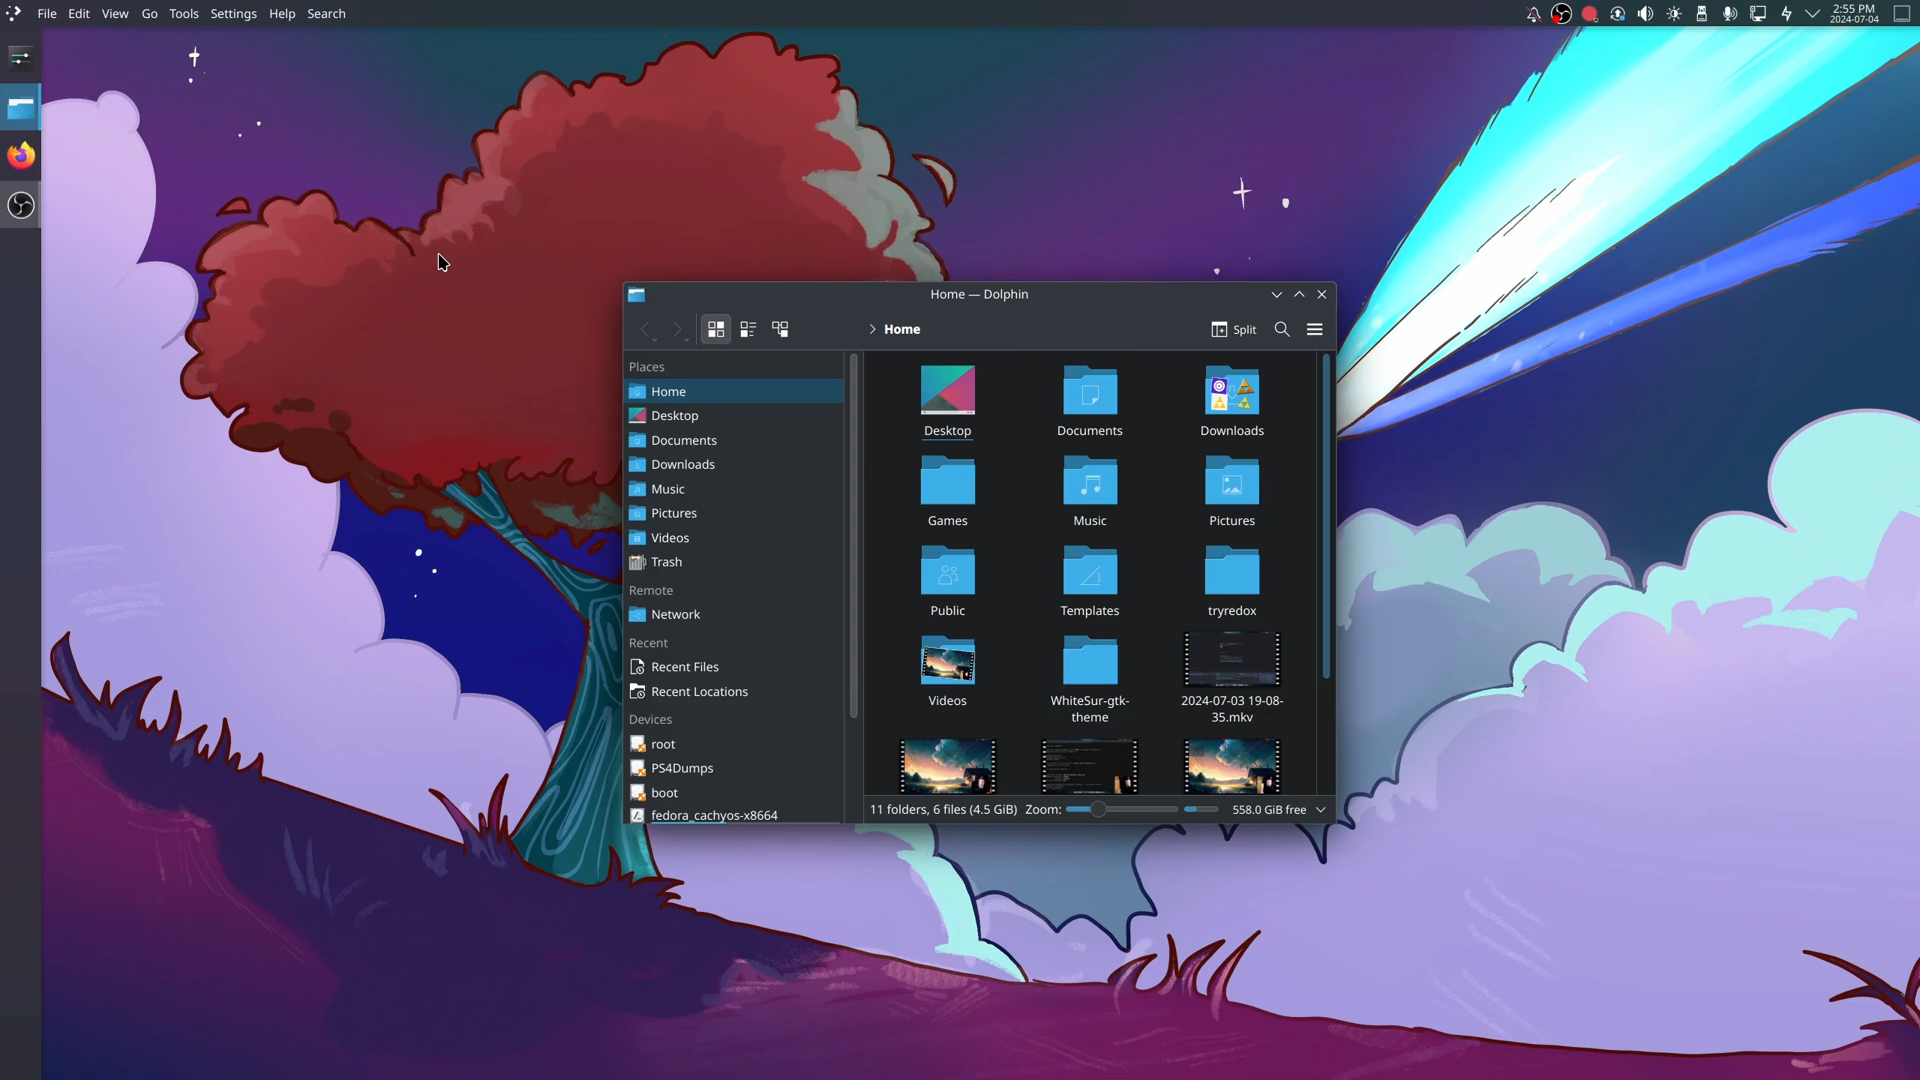 File Edit View Go Tools Settings Help Search
2:55 PM
2024-07-04
Home — Dolphin
Home
Split
Places
Home
Desktop
Documents
Downloads
Music
Pictures
Videos
Trash
Remote
Network
Recent
Recent Files
Recent Locations
Devices
root
PS4Dumps
boot
fedora_cachyos-x8664
Desktop Documents Downloads
Games Music Pictures
Public Templates tryredox
Videos WhiteSur-gtk-theme 2024-07-03 19-08-35.mkv
11 folders, 6 files (4.5 GiB) Zoom: 558.0 GiB free